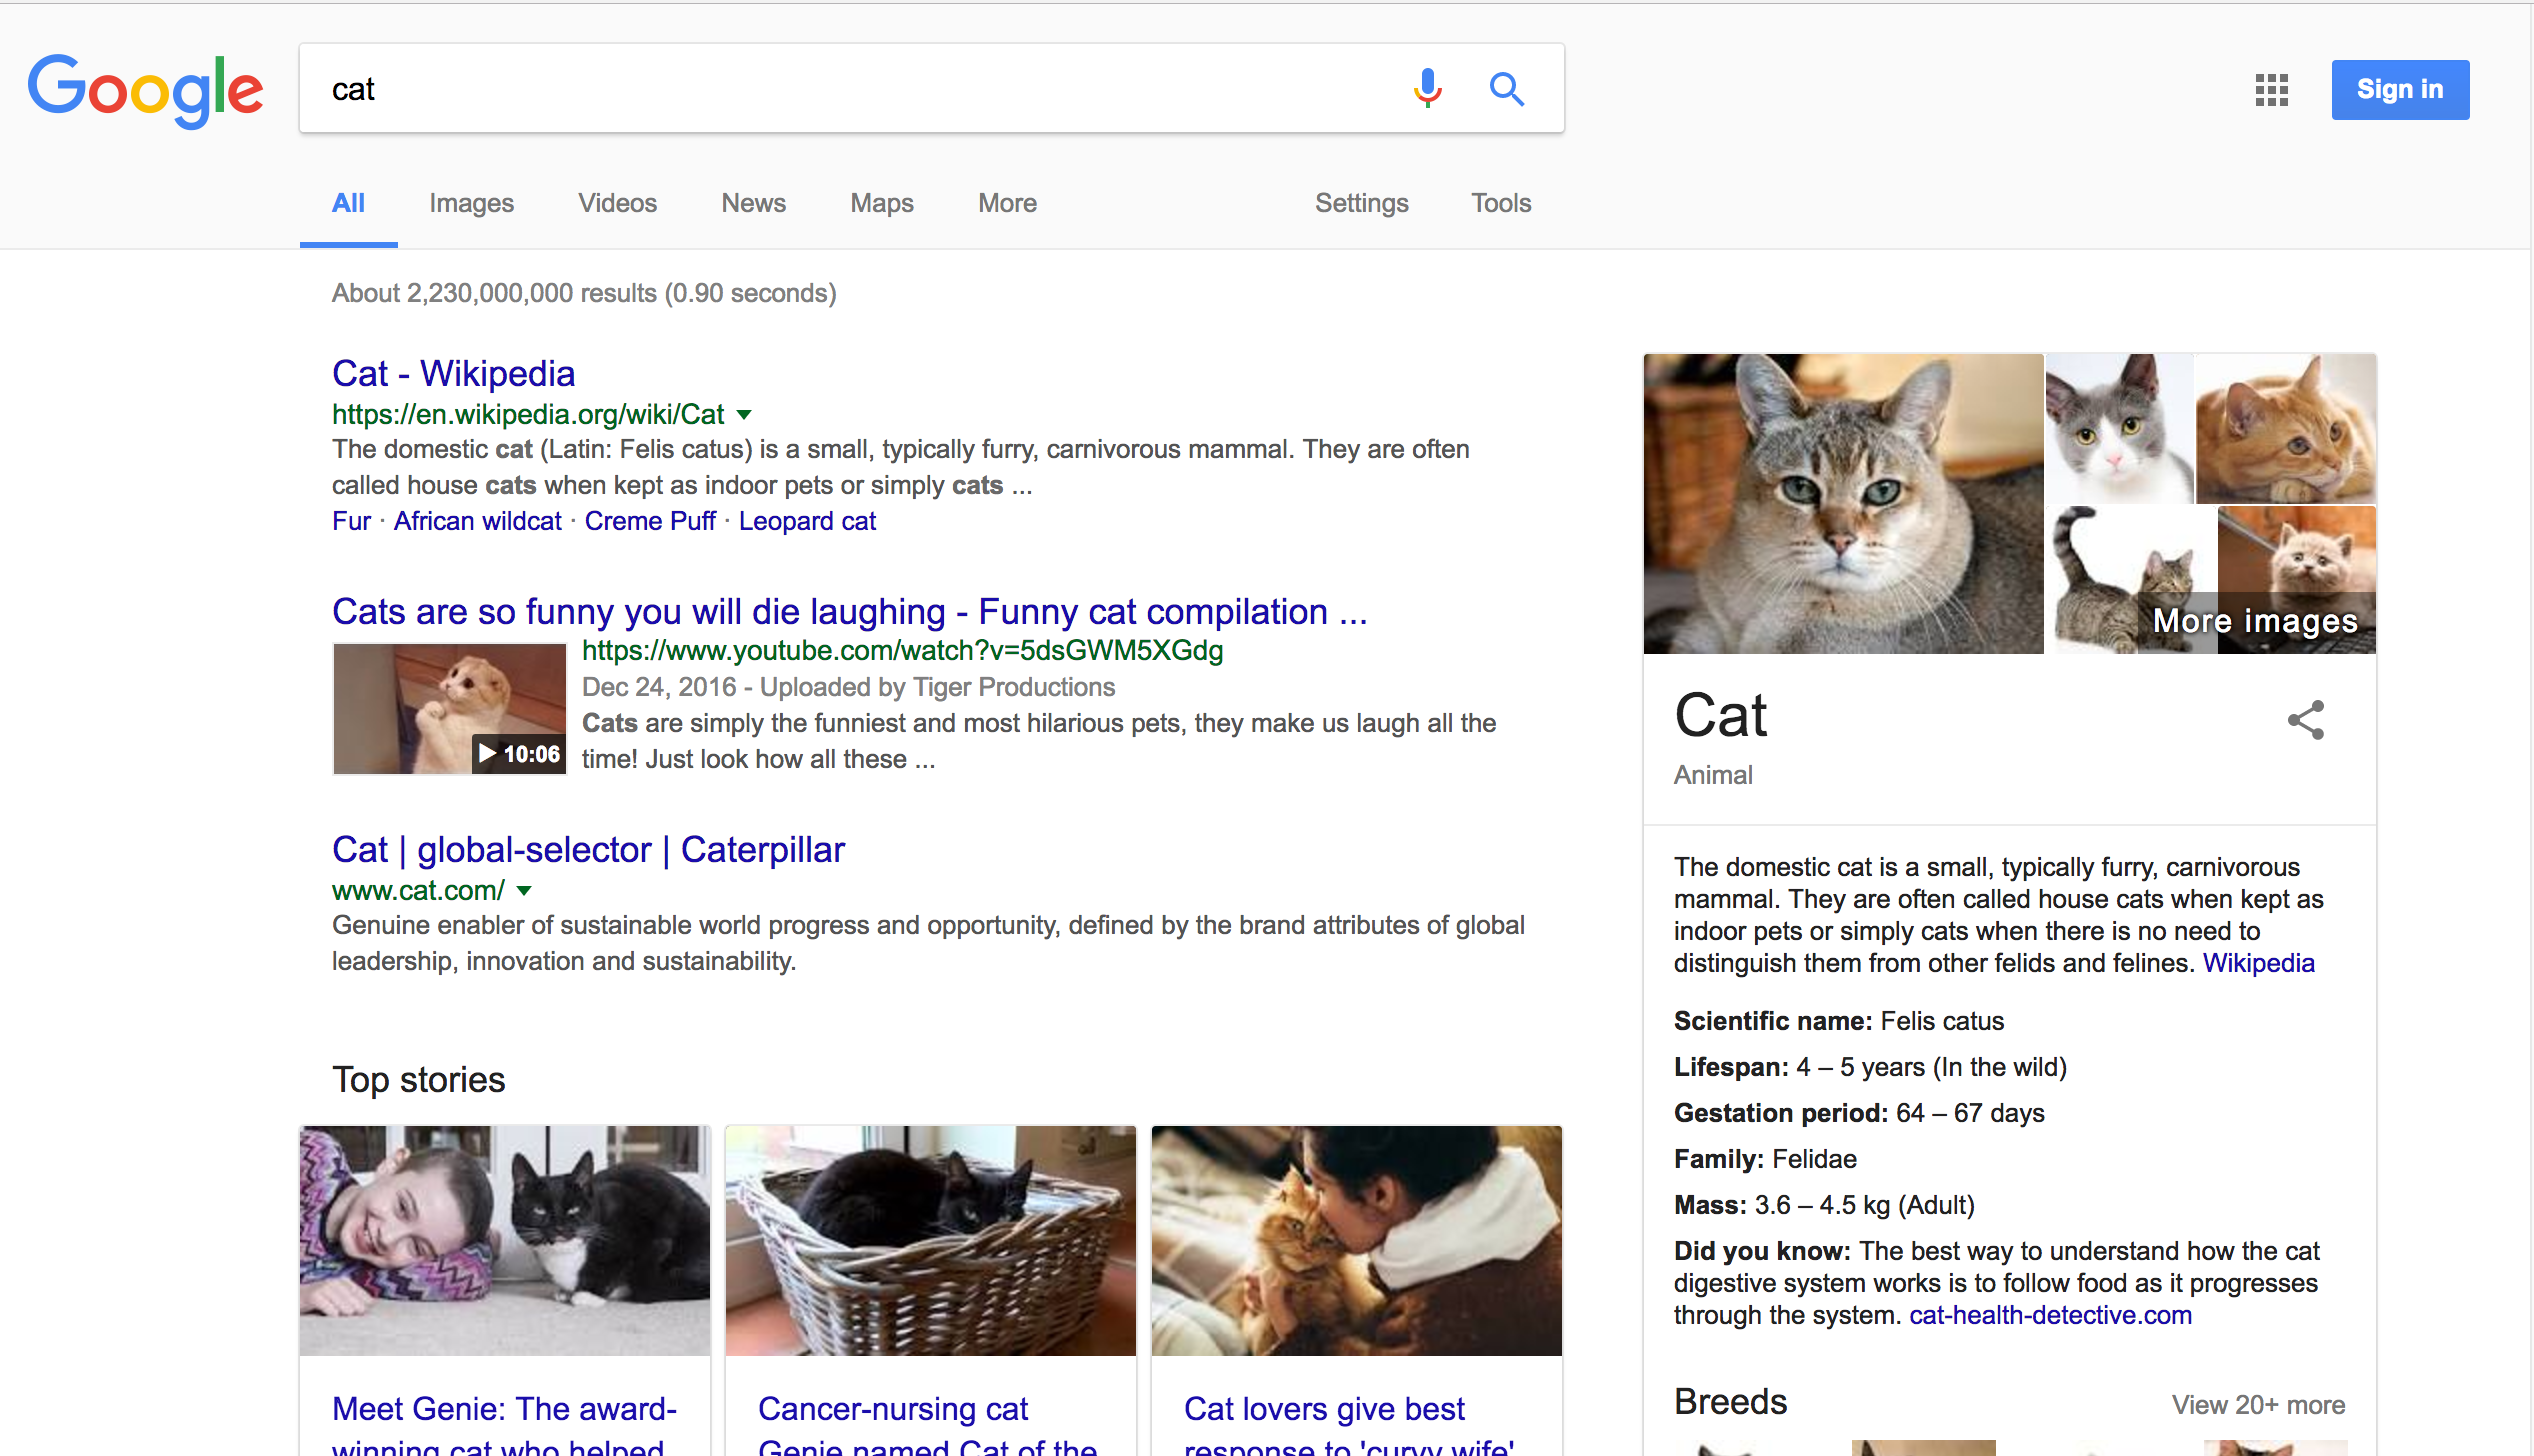 Google
cat
Sign in
All Images Videos News Maps More Settings Tools
About 2,230,000,000 results (0.90 seconds)
Cat - Wikipedia
https://en.wikipedia.org/wiki/Cat
The domestic cat (Latin: Felis catus) is a small, typically furry, carnivorous mammal. They are often
called house cats when kept as indoor pets or simply cats ...
Fur · African wildcat · Creme Puff · Leopard cat
Cats are so funny you will die laughing - Funny cat compilation ...
10:06
https://www.youtube.com/watch?v=5dsGWM5XGdg
Dec 24, 2016 - Uploaded by Tiger Productions
Cats are simply the funniest and most hilarious pets, they make us laugh all the
time! Just look how all these ...
Cat | global-selector | Caterpillar
www.cat.com/
Genuine enabler of sustainable world progress and opportunity, defined by the brand attributes of global
leadership, innovation and sustainability.
Top stories
Meet Genie: The award-
winning cat who helped
Cancer-nursing cat
Genie named Cat of the
Cat lovers give best
response to 'curvy wife'
More images
Cat
Animal
The domestic cat is a small, typically furry, carnivorous
mammal. They are often called house cats when kept as
indoor pets or simply cats when there is no need to
distinguish them from other felids and felines. Wikipedia
Scientific name: Felis catus
Lifespan: 4 – 5 years (In the wild)
Gestation period: 64 – 67 days
Family: Felidae
Mass: 3.6 – 4.5 kg (Adult)
Did you know: The best way to understand how the cat
digestive system works is to follow food as it progresses
through the system. cat-health-detective.com
Breeds
View 20+ more